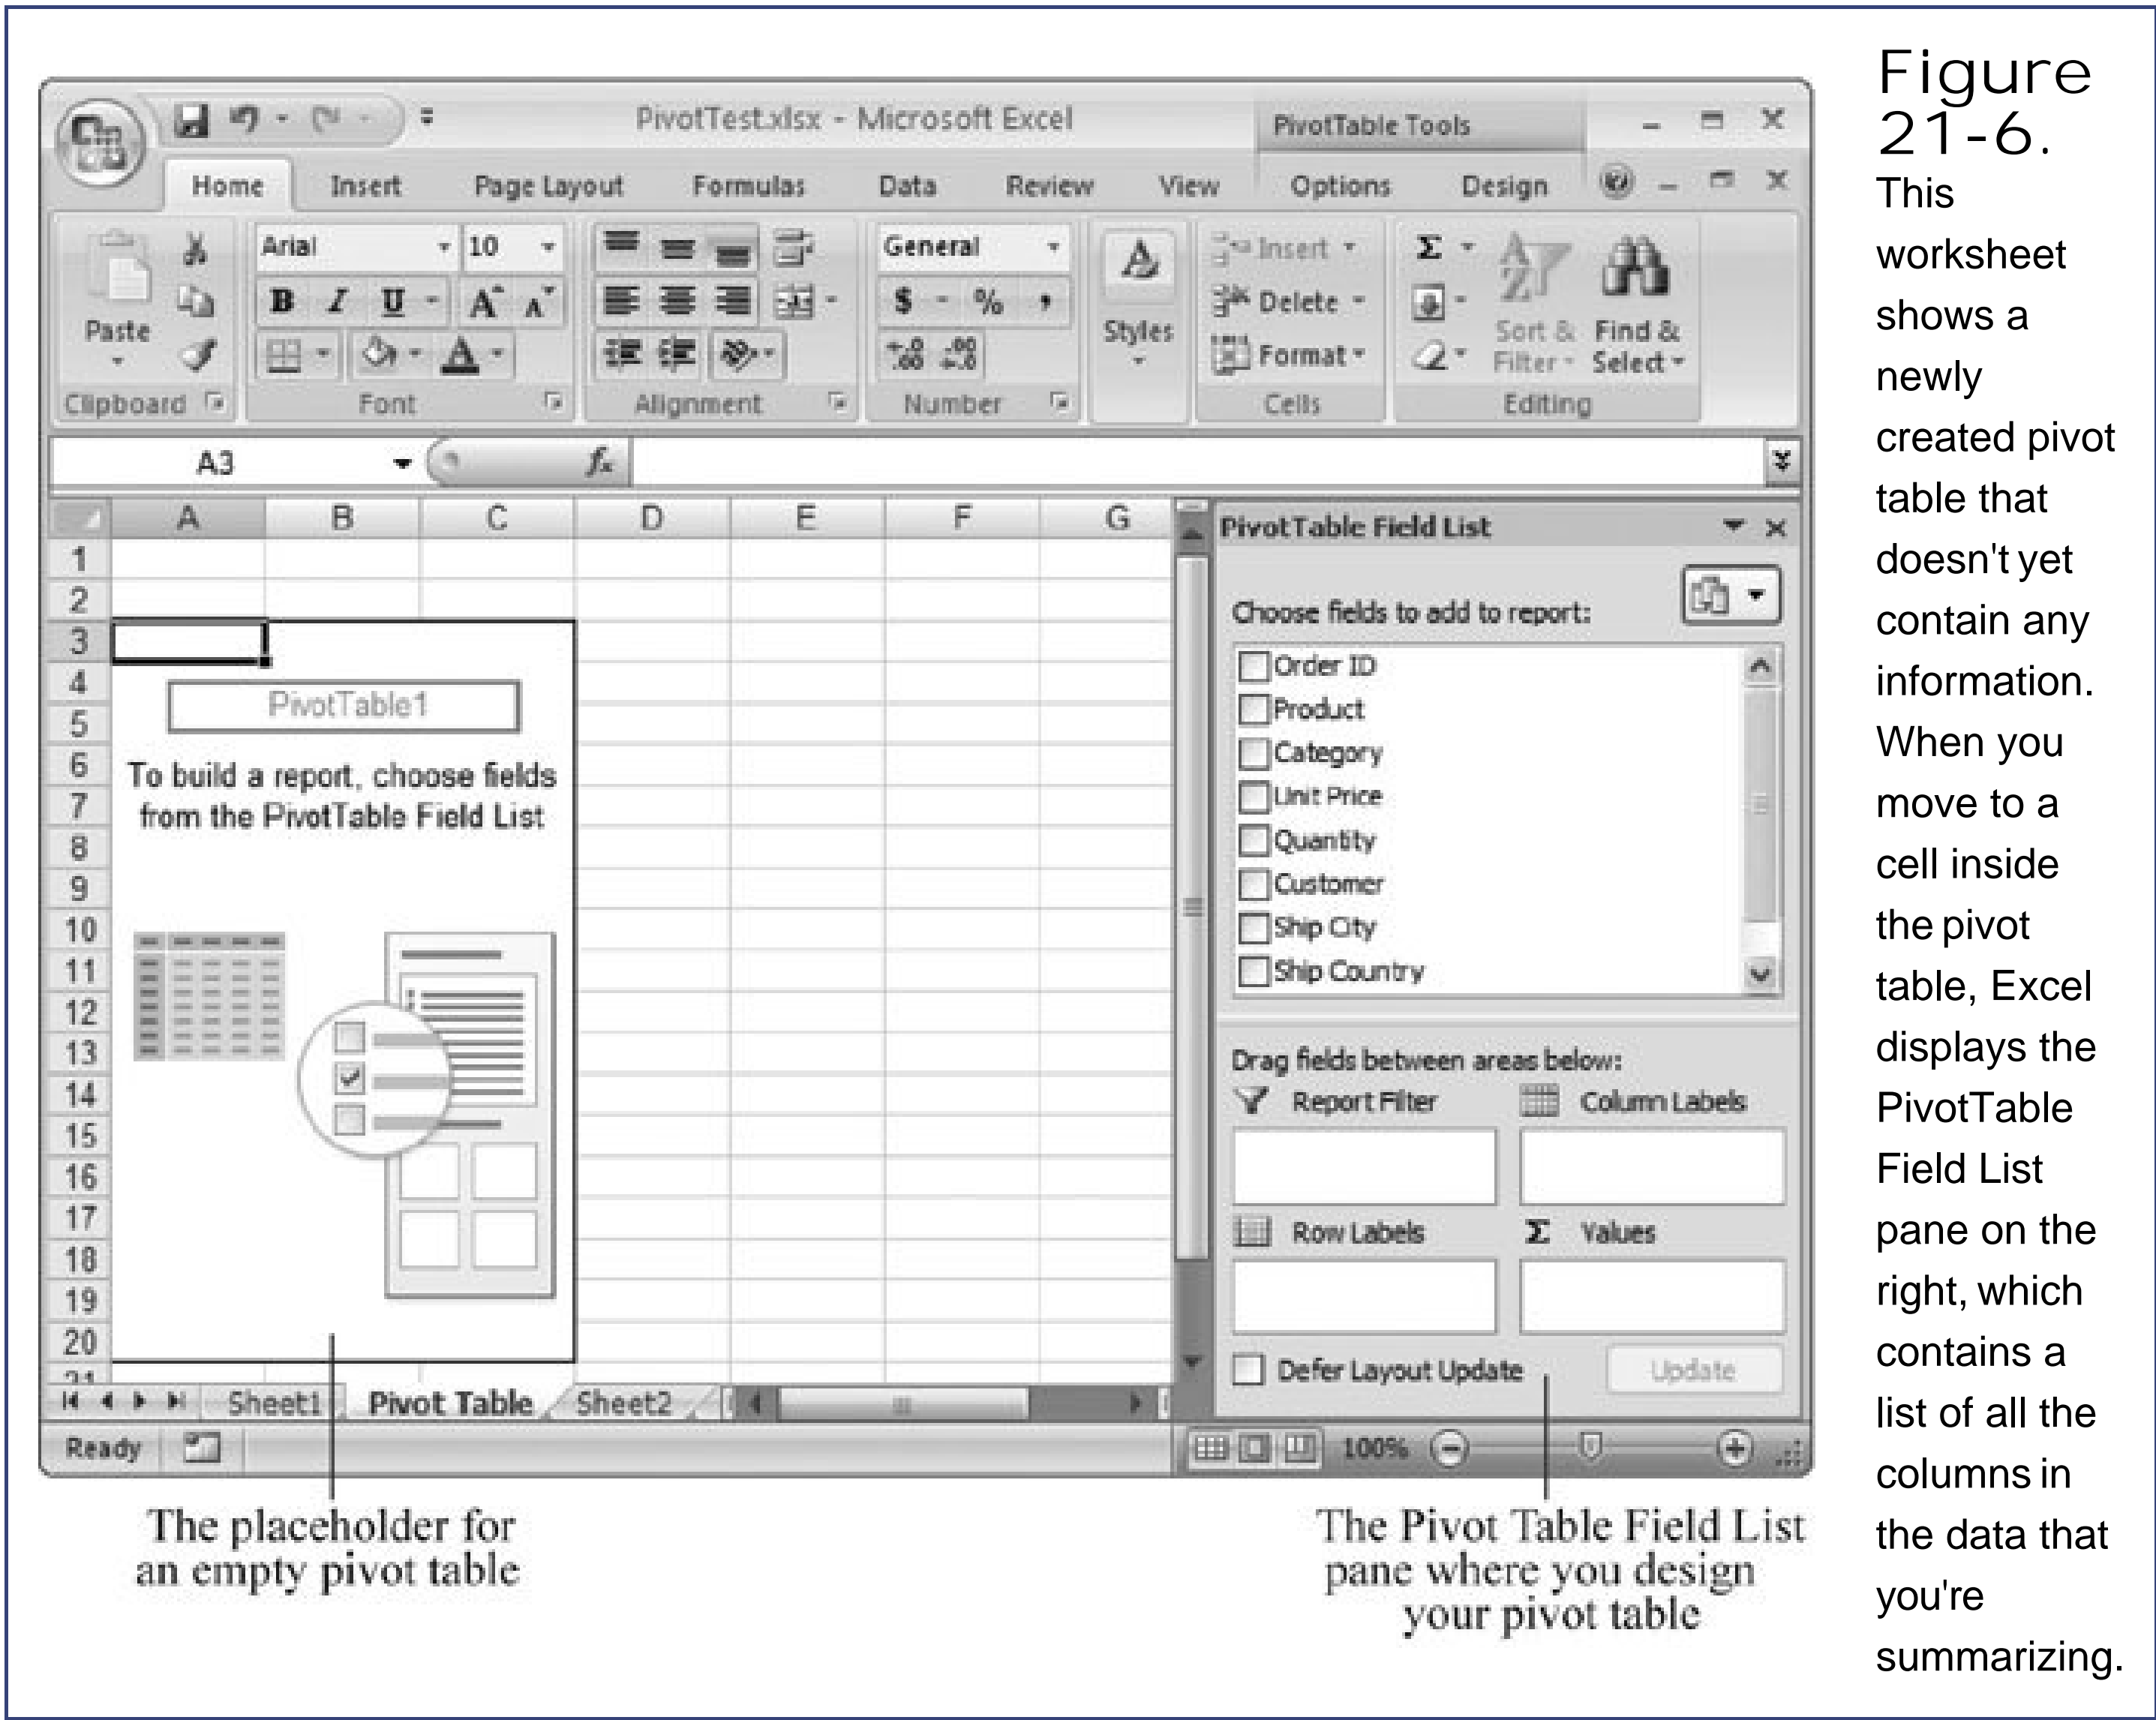 PivotTest.xlsx - Microsoft Excel
PivotTable Tools
Home Insert Page Layout Formulas Data Review View Options Design
Arial 10
General
Insert
Σ
B I U A A
$ % ,
Delete
Paste
Styles
Sort & Filter
Find & Select
A
Format
Clipboard Font Alignment Number Cells Editing
A3 fx
A B C D E F G
1
2
3
4
5
6
7
8
9
10
11
12
13
14
15
16
17
18
19
20
21
PivotTable1
To build a report, choose fields
from the PivotTable Field List
PivotTable Field List
Choose fields to add to report:
Order ID
Product
Category
Unit Price
Quantity
Customer
Ship City
Ship Country
Drag fields between areas below:
Report Filter Column Labels
Row Labels Σ Values
Defer Layout Update Update
Sheet1 Pivot Table Sheet2
Ready 100%
The placeholder for
an empty pivot table
The Pivot Table Field List
pane where you design
your pivot table
Figure
21-6.
This
worksheet
shows a
newly
created pivot
table that
doesn't yet
contain any
information.
When you
move to a
cell inside
the pivot
table, Excel
displays the
PivotTable
Field List
pane on the
right, which
contains a
list of all the
columns in
the data that
you're
summarizing.